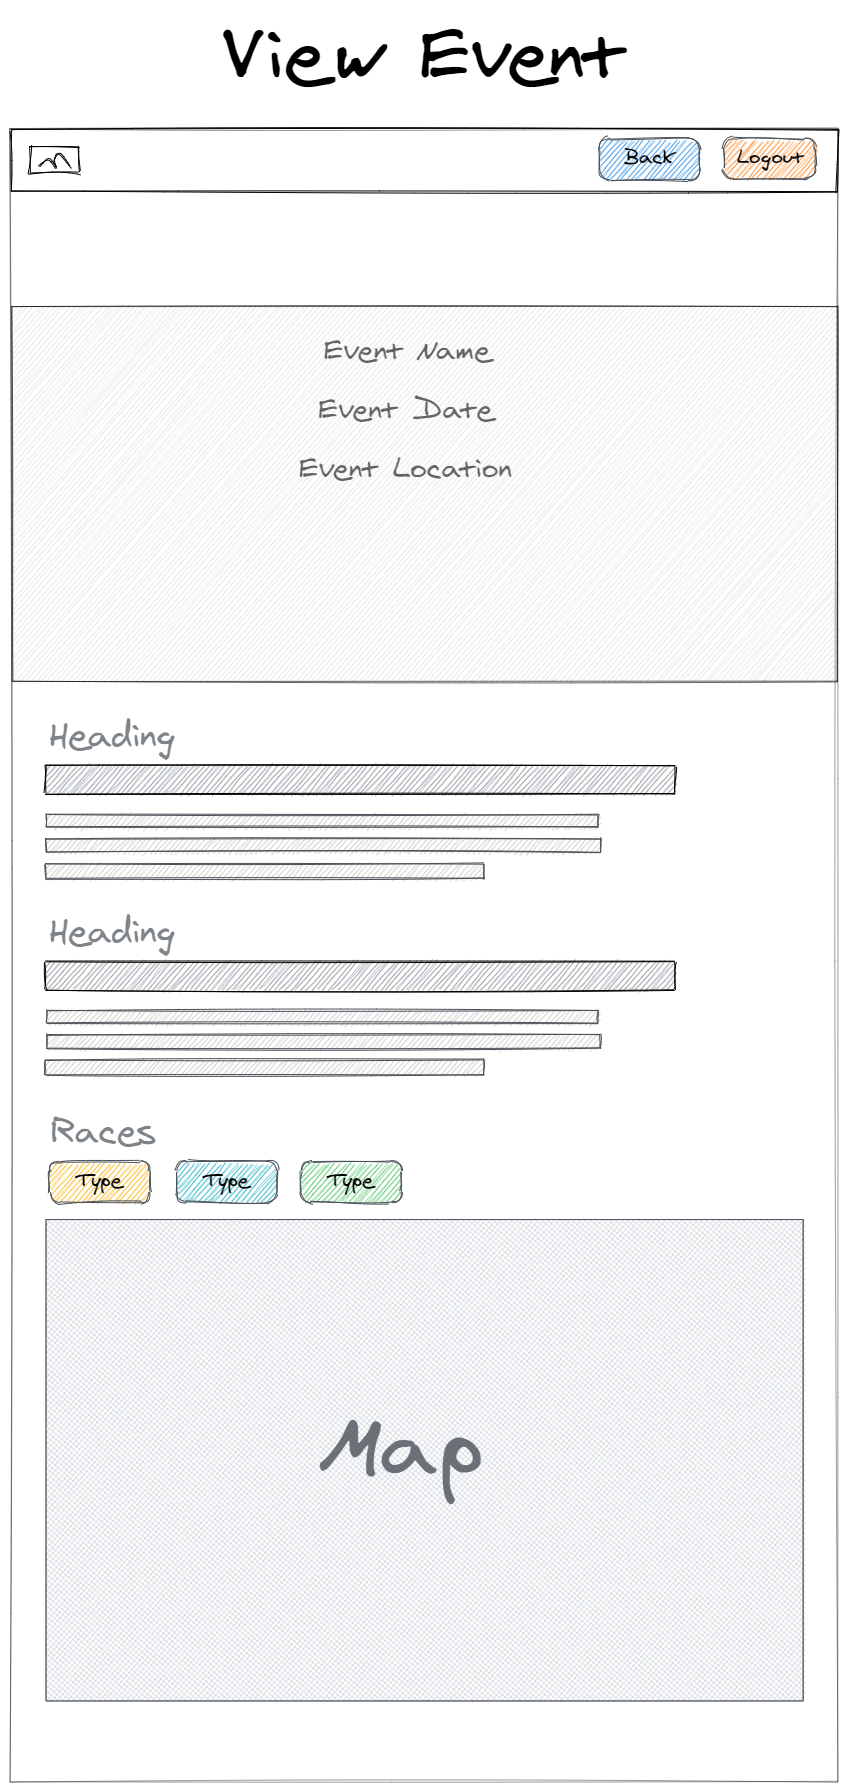 View Event
Back Logout
Event Name
Event Date
Event Location
Heading
Heading
Races
Type Type Type
Map